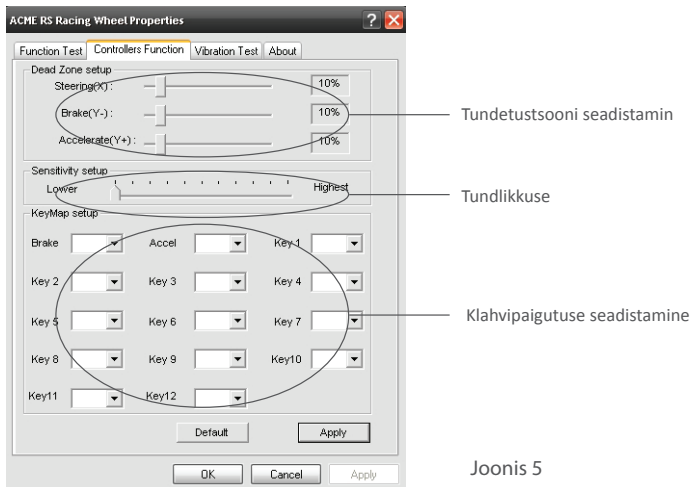 ACME RS Racing Wheel Properties
Function Test Controllers Function Vibration Test About
Dead Zone setup
Steering(X) : 10%
Brake(Y-) : 10%
Accelerate(Y+) : 10%
Tundetustsooni seadistamin
Sensitivity setup
Lower Highest
Tundlikkuse
KeyMap setup
Brake Accel Key 1
Key 2 Key 3 Key 4
Key 5 Key 6 Key 7
Klahvipaigutuse seadistamine
Key 8 Key 9 Key10
Key11 Key12
Default Apply
OK Cancel Apply
Joonis 5